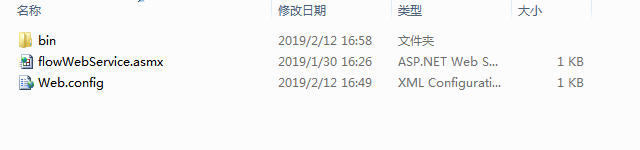 名称 修改日期 类型 大小
bin 2019/2/12 16:58 文件夹
flowWebService.asmx 2019/1/30 16:26 ASP.NET Web S... 1 KB
Web.config 2019/2/12 16:49 XML Configurati... 1 KB